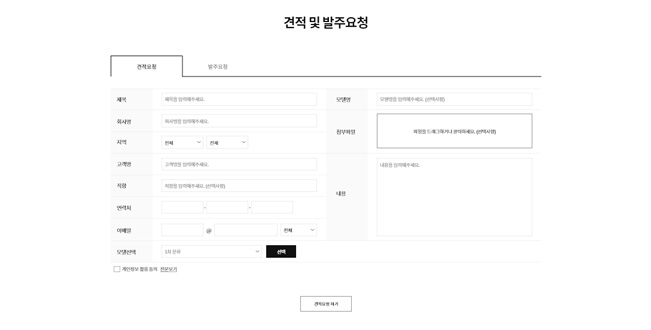 견적 및 발주요청
견적요청
발주요청
제목
제목을 입력해주세요.
모델명
모델명을 입력해주세요. (선택사항)
회사명
회사명을 입력해주세요.
첨부파일
파일을 드래그하거나 클릭하세요. (선택사항)
지역
전체
전체
고객명
고객명을 입력해주세요.
내용
내용을 입력해주세요.
직함
직함을 입력해주세요. (선택사항)
연락처
-
-
이메일
@
전체
모델선택
1차 분류
선택
개인정보 활용 동의 전문보기
견적요청 하기